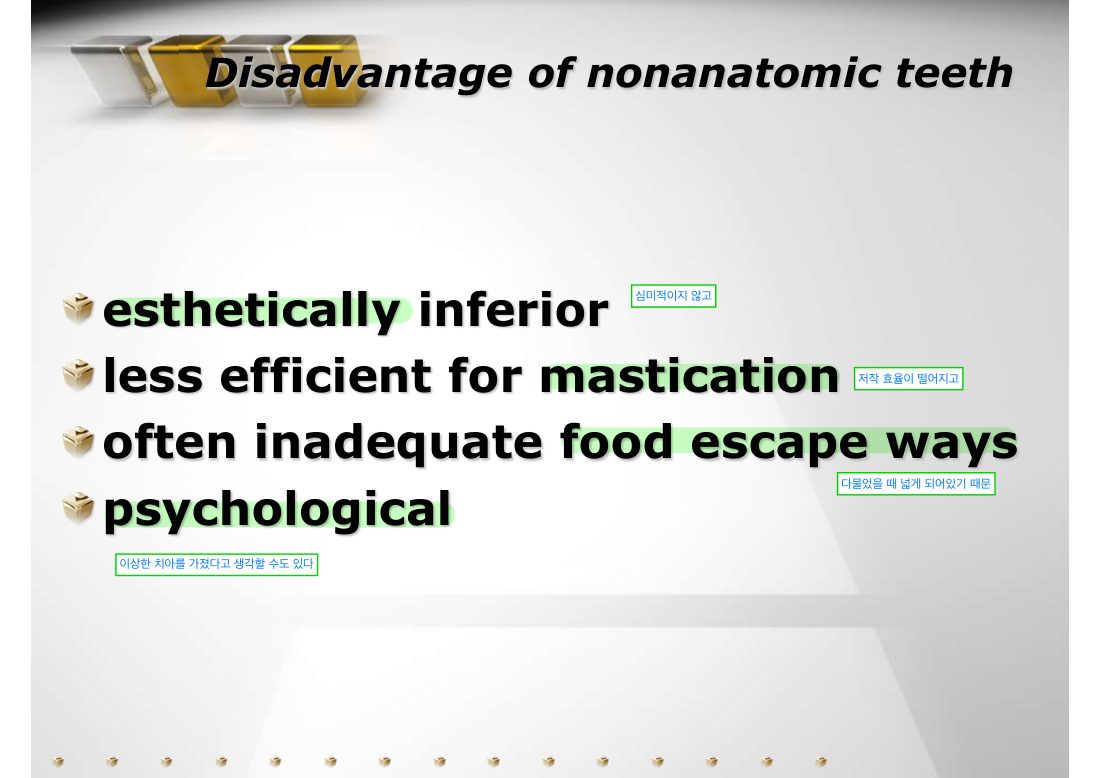 Disadvantage of nonanatomic teeth
esthetically inferior
심미적이지 않고
less efficient for mastication
저작 효율이 떨어지고
often inadequate food escape ways
다물었을 때 넓게 되어있기 때문
psychological
이상한 치아를 가졌다고 생각할 수도 있다